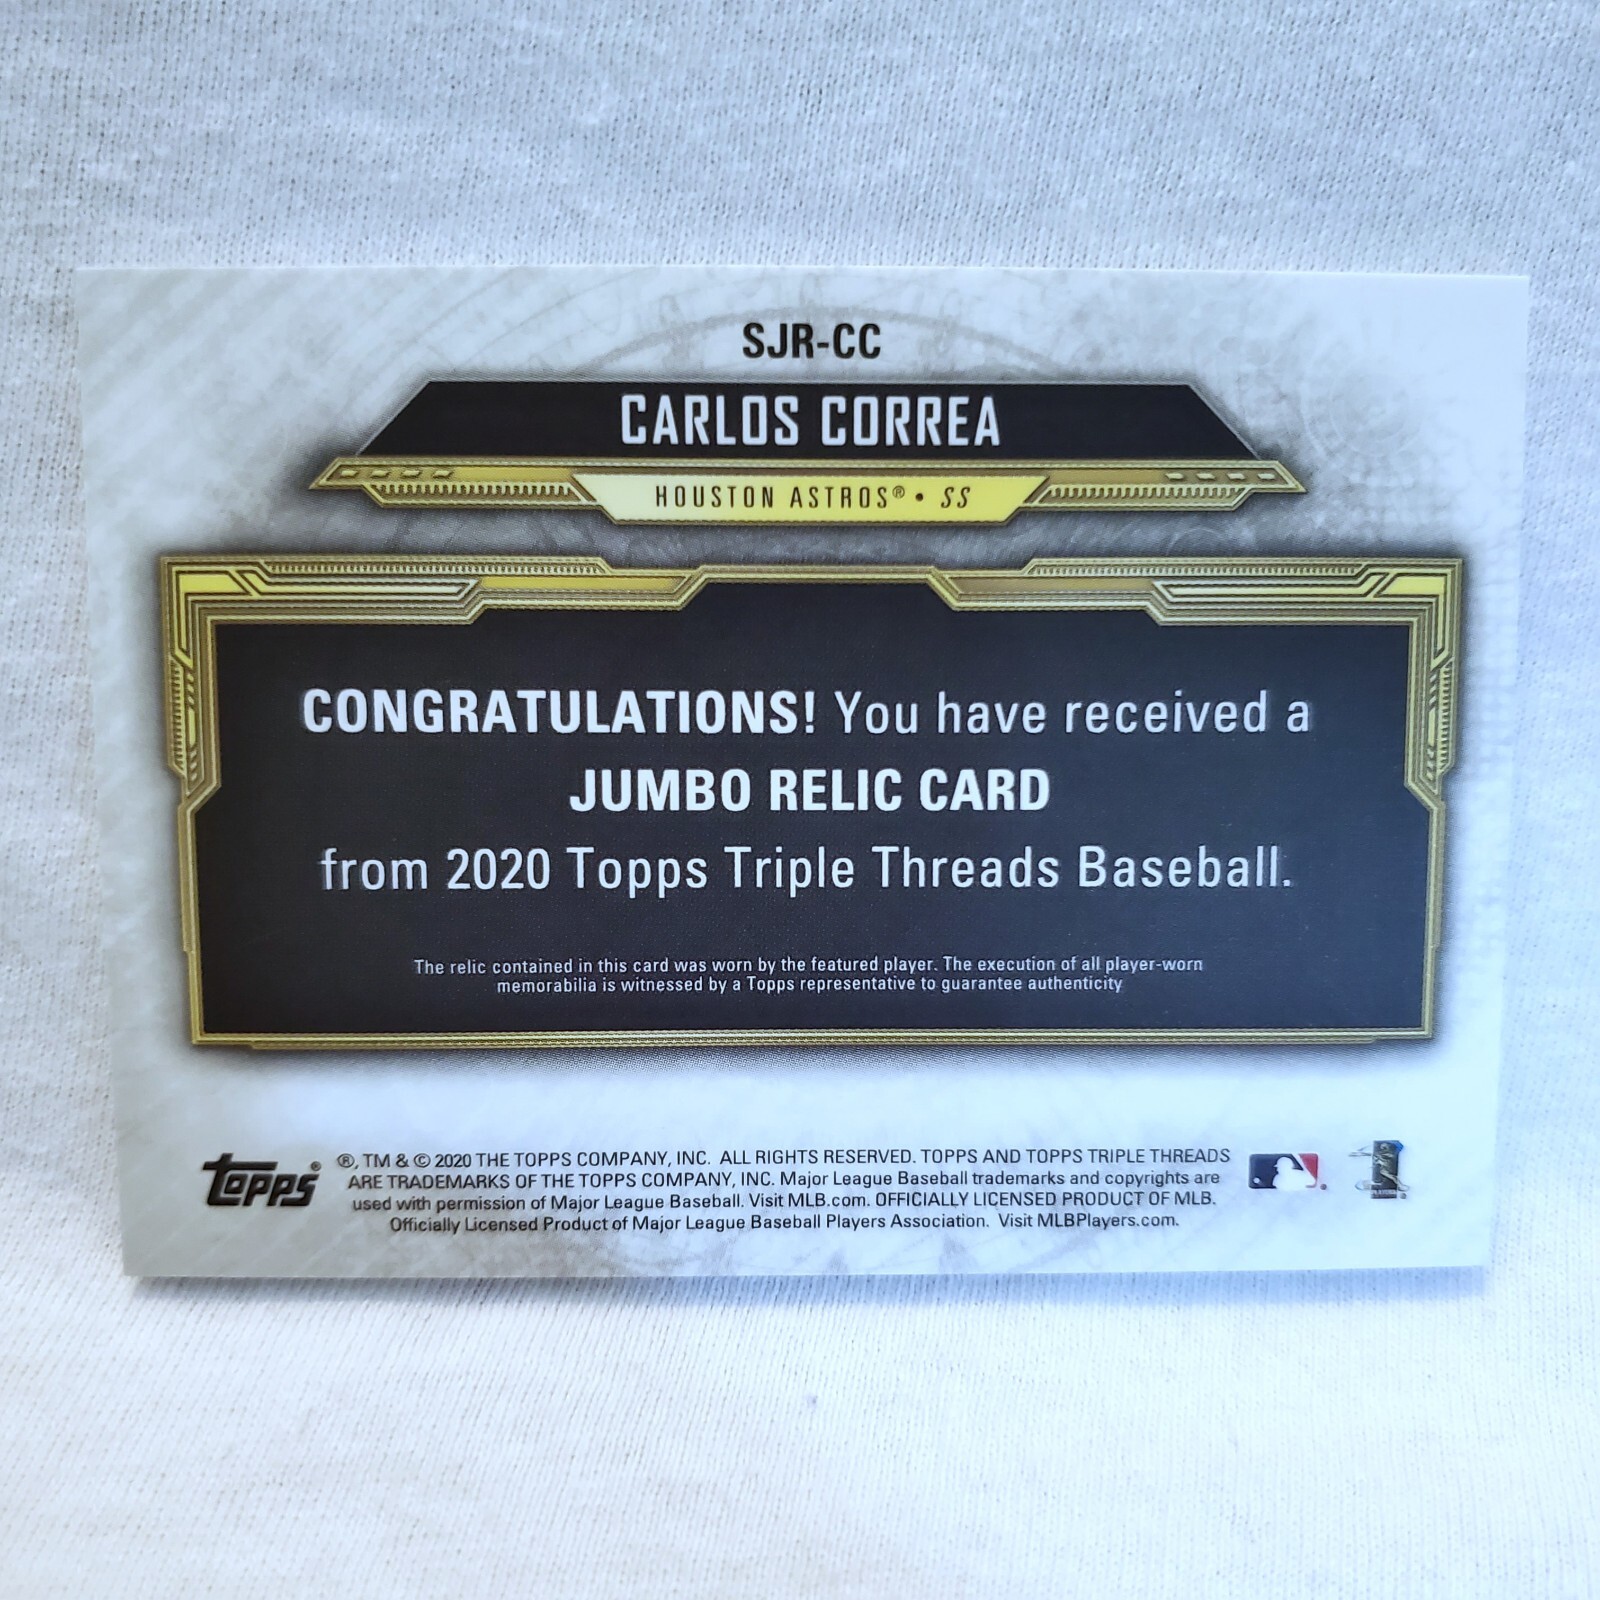 SJR-CC
CARLOS CORREA
HOUSTON ASTROS® • SS
CONGRATULATIONS! You have received a
JUMBO RELIC CARD
from 2020 Topps Triple Threads Baseball.
The relic contained in this card was worn by the featured player. The execution of all player-worn
memorabilia is witnessed by a Topps representative to guarantee authenticity
topps®
®, TM & © 2020 THE TOPPS COMPANY, INC. ALL RIGHTS RESERVED. TOPPS AND TOPPS TRIPLE THREADS
ARE TRADEMARKS OF THE TOPPS COMPANY, INC. Major League Baseball trademarks and copyrights are
used with permission of Major League Baseball. Visit MLB.com. OFFICIALLY LICENSED PRODUCT OF MLB.
Officially Licensed Product of Major League Baseball Players Association. Visit MLBPlayers.com.